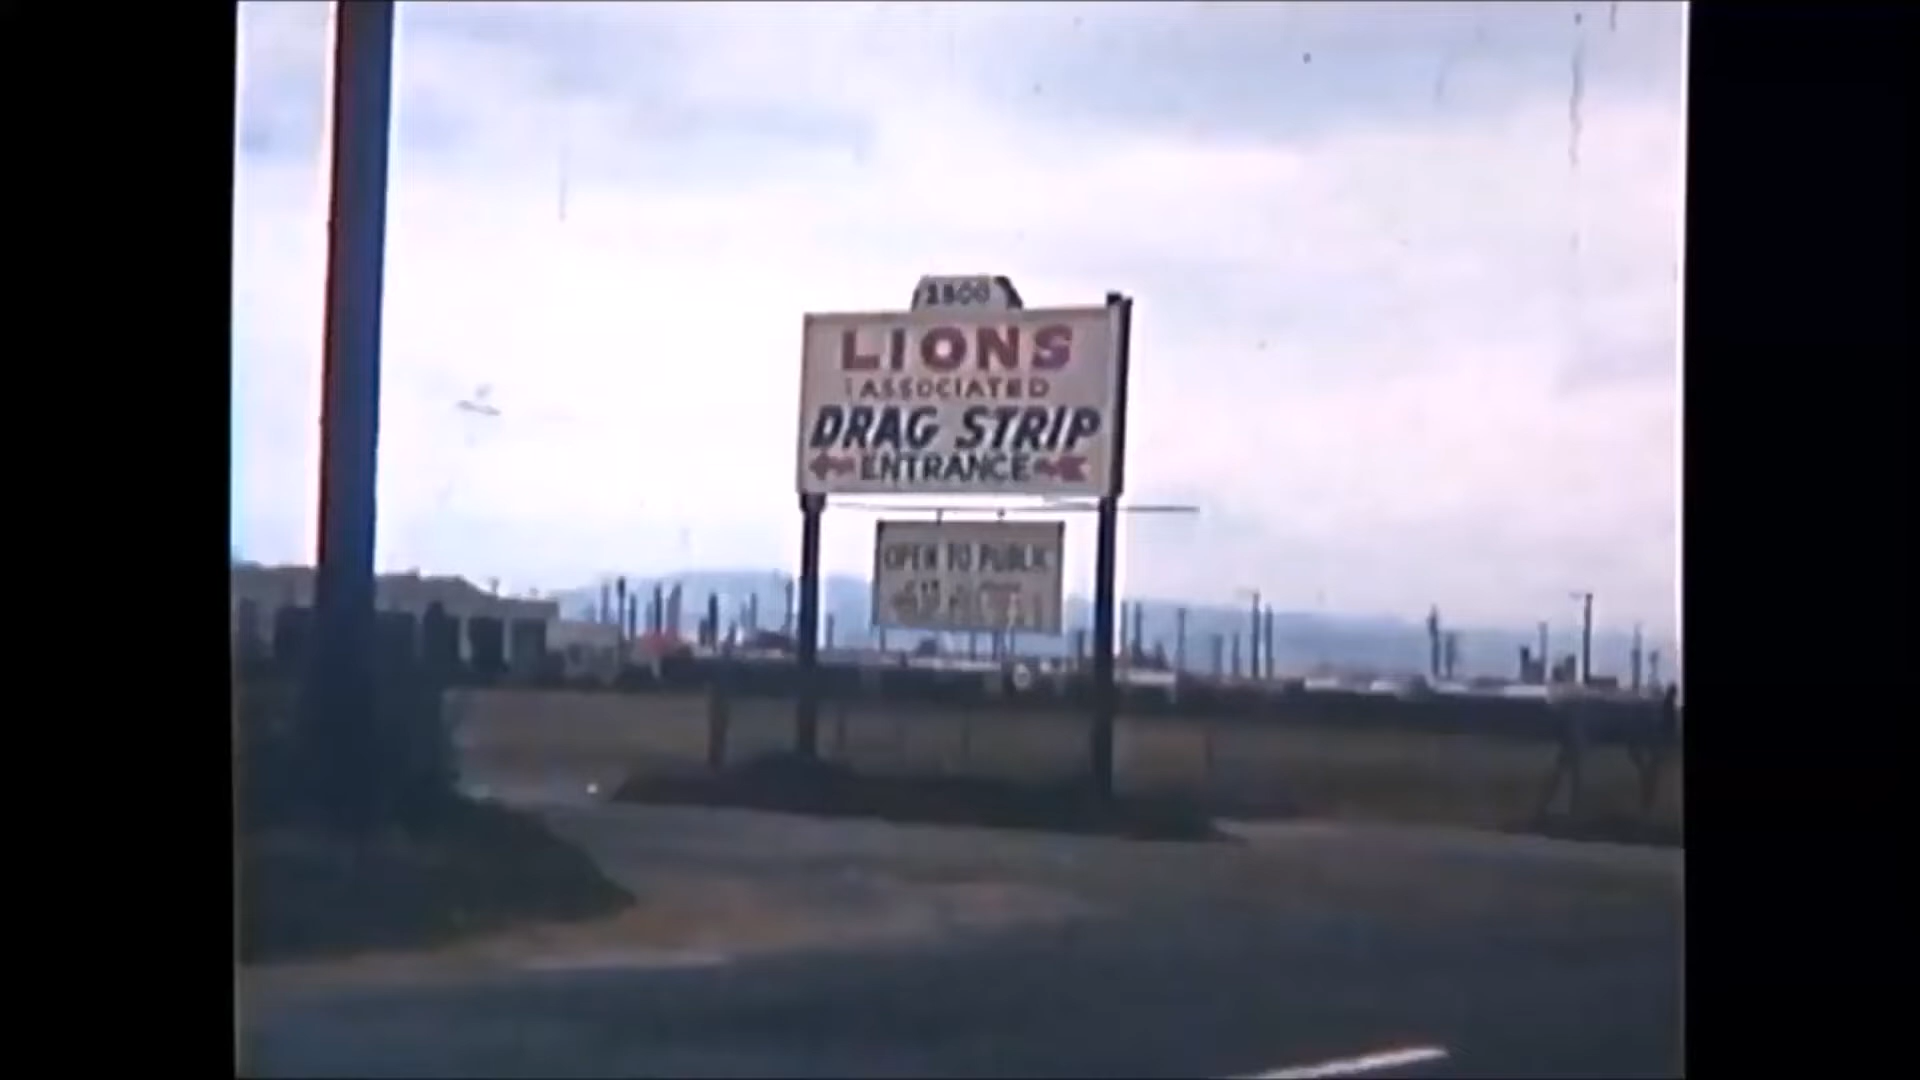 2800
LIONS
ASSOCIATED
DRAG STRIP
ENTRANCE
OPEN TO PUBLIC